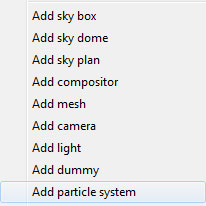 Add sky box
Add sky dome
Add sky plan
Add compositor
Add mesh
Add camera
Add light
Add dummy
Add particle system